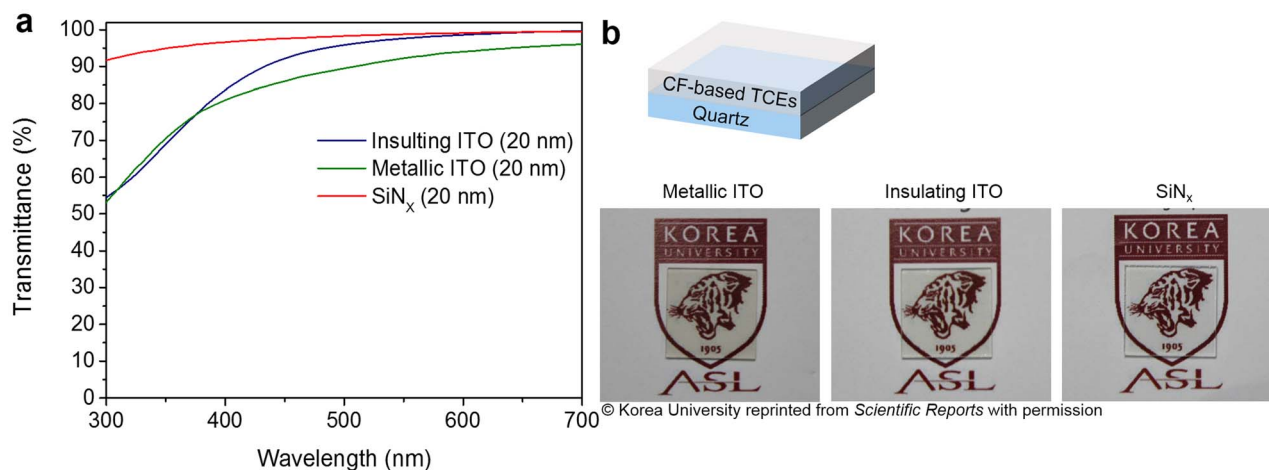 a
100
90
80
70
60
50
40
30
20
10
0
Transmittance (%)
Insulting ITO (20 nm)
Metallic ITO (20 nm)
SiNX (20 nm)
300
400
500
600
700
Wavelength (nm)
b
CF-based TCEs
Quartz
Metallic ITO
Insulating ITO
SiNx
KOREA
UNIVERSITY
1905
ASL
KOREA
UNIVERSITY
1905
ASL
KOREA
UNIVERSITY
1905
ASL
© Korea University reprinted from Scientific Reports with permission